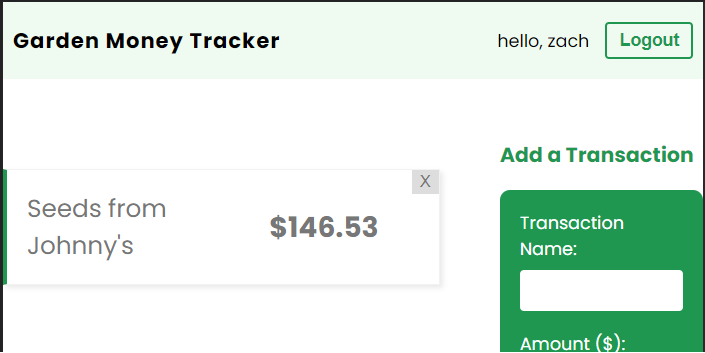 Garden Money Tracker
hello, zach
Logout
Add a Transaction
X
Seeds from
Johnny's
$146.53
Transaction
Name:
Amount ($):